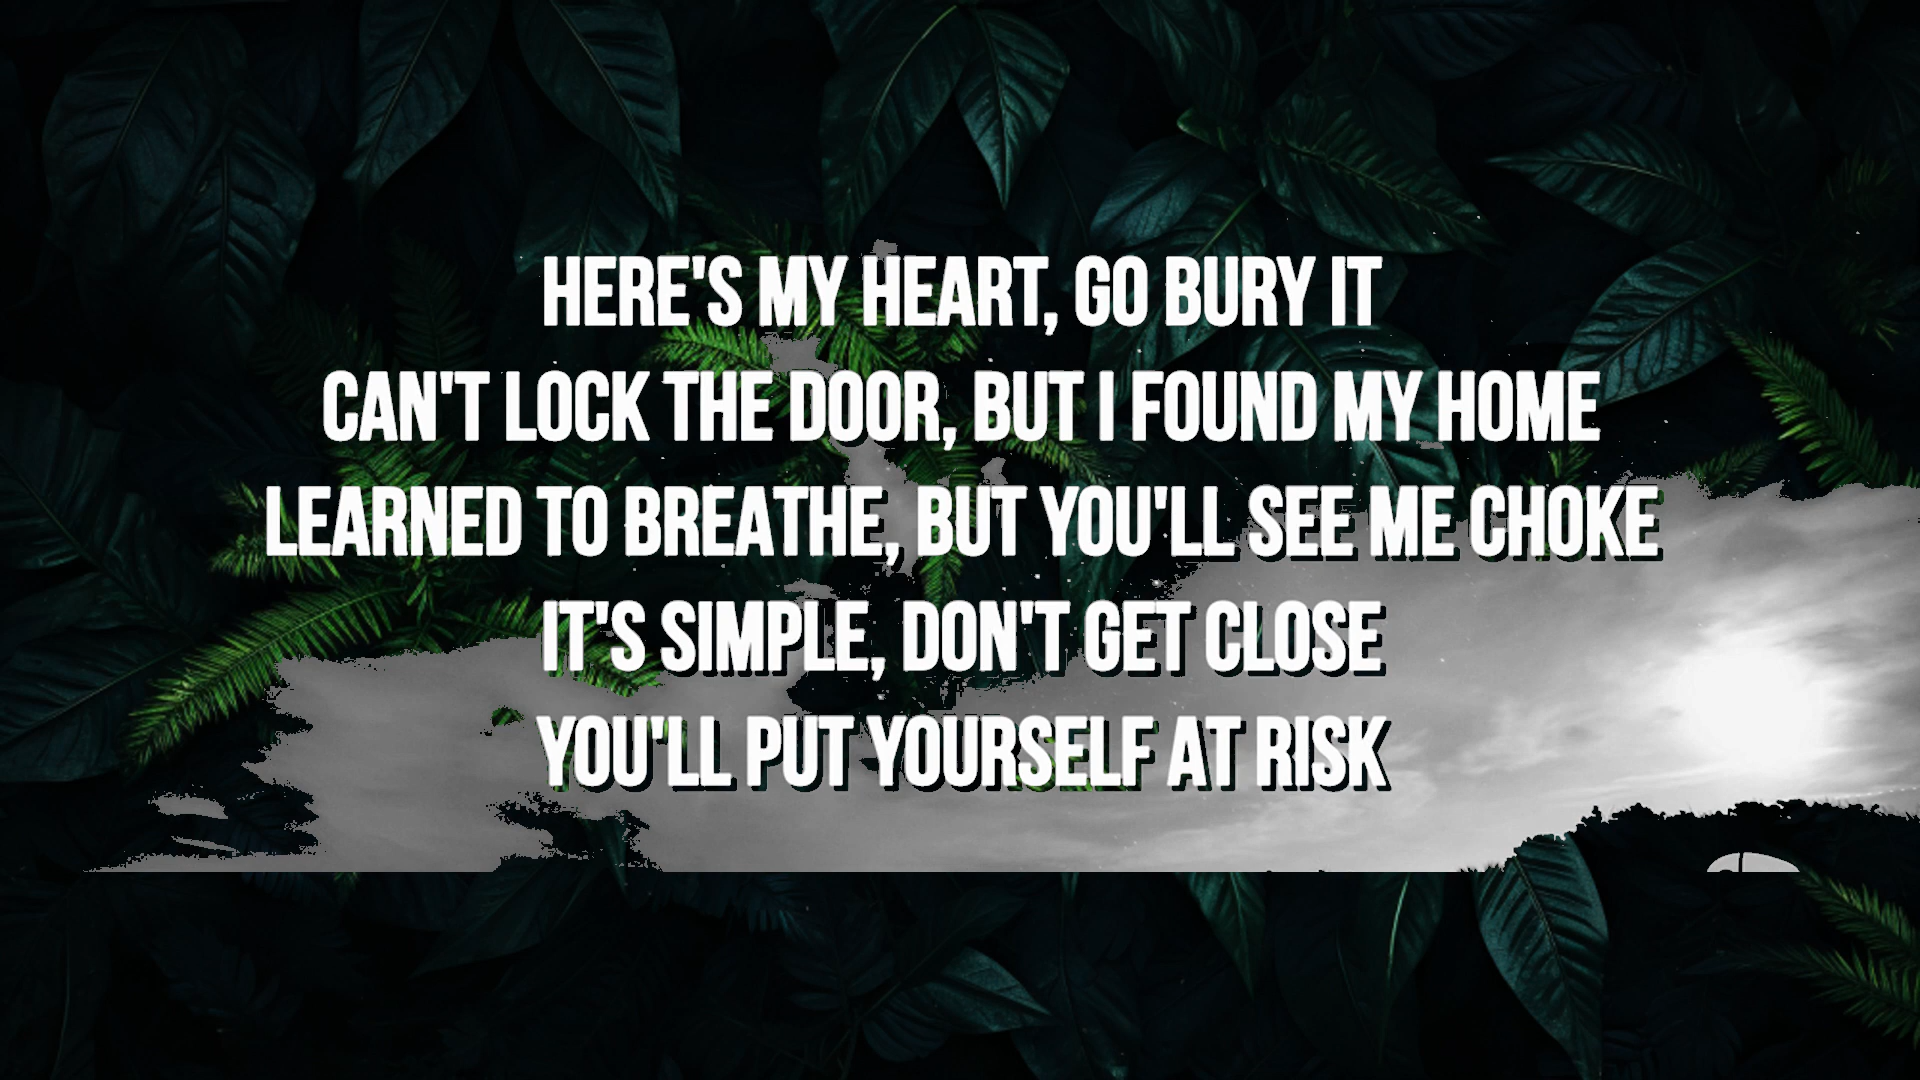 HERE'S MY HEART, GO BURY IT
CAN'T LOCK THE DOOR, BUT I FOUND MY HOME
LEARNED TO BREATHE, BUT YOU'LL SEE ME CHOKE
IT'S SIMPLE, DON'T GET CLOSE
YOU'LL PUT YOURSELF AT RISK